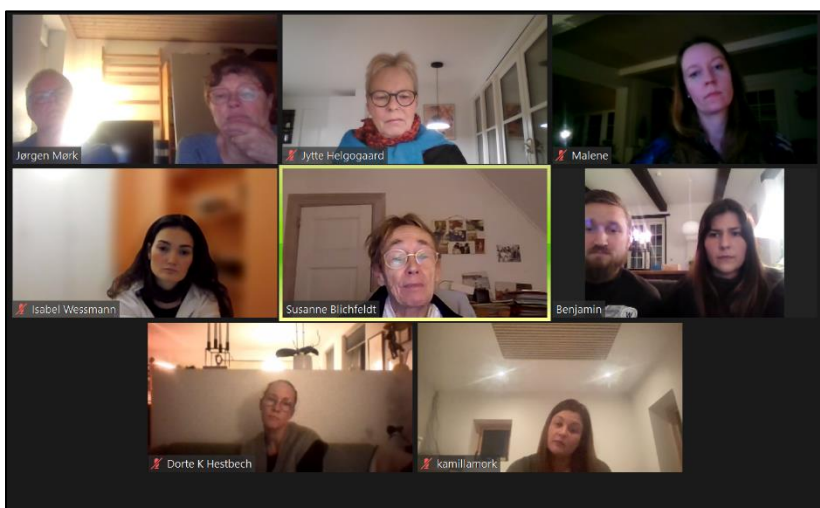 Jørgen Mørk
Jytte Helgogaard
Malene
Isabel Wessmann
Susanne Blichfeldt
Benjamin
Dorte K Hestbech
kamillamork